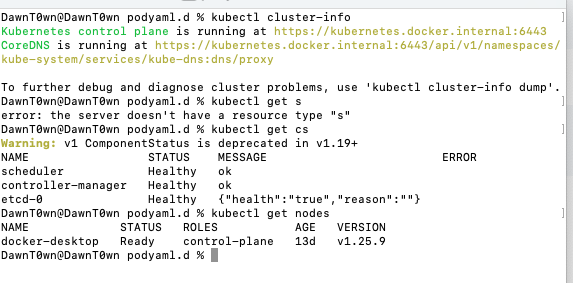 DawnT0wn@DawnT0wn podyaml.d % kubectl cluster-info
Kubernetes control plane is running at https://kubernetes.docker.internal:6443
CoreDNS is running at https://kubernetes.docker.internal:6443/api/v1/namespaces/
kube-system/services/kube-dns:dns/proxy
To further debug and diagnose cluster problems, use 'kubectl cluster-info dump'.
DawnT0wn@DawnT0wn podyaml.d % kubectl get s
error: the server doesn't have a resource type "s"
DawnT0wn@DawnT0wn podyaml.d % kubectl get cs
Warning: v1 ComponentStatus is deprecated in v1.19+
NAME STATUS MESSAGE ERROR
scheduler Healthy ok
controller-manager Healthy ok
etcd-0 Healthy {"health":"true","reason":""}
DawnT0wn@DawnT0wn podyaml.d % kubectl get nodes
NAME STATUS ROLES AGE VERSION
docker-desktop Ready control-plane 13d v1.25.9
DawnT0wn@DawnT0wn podyaml.d %